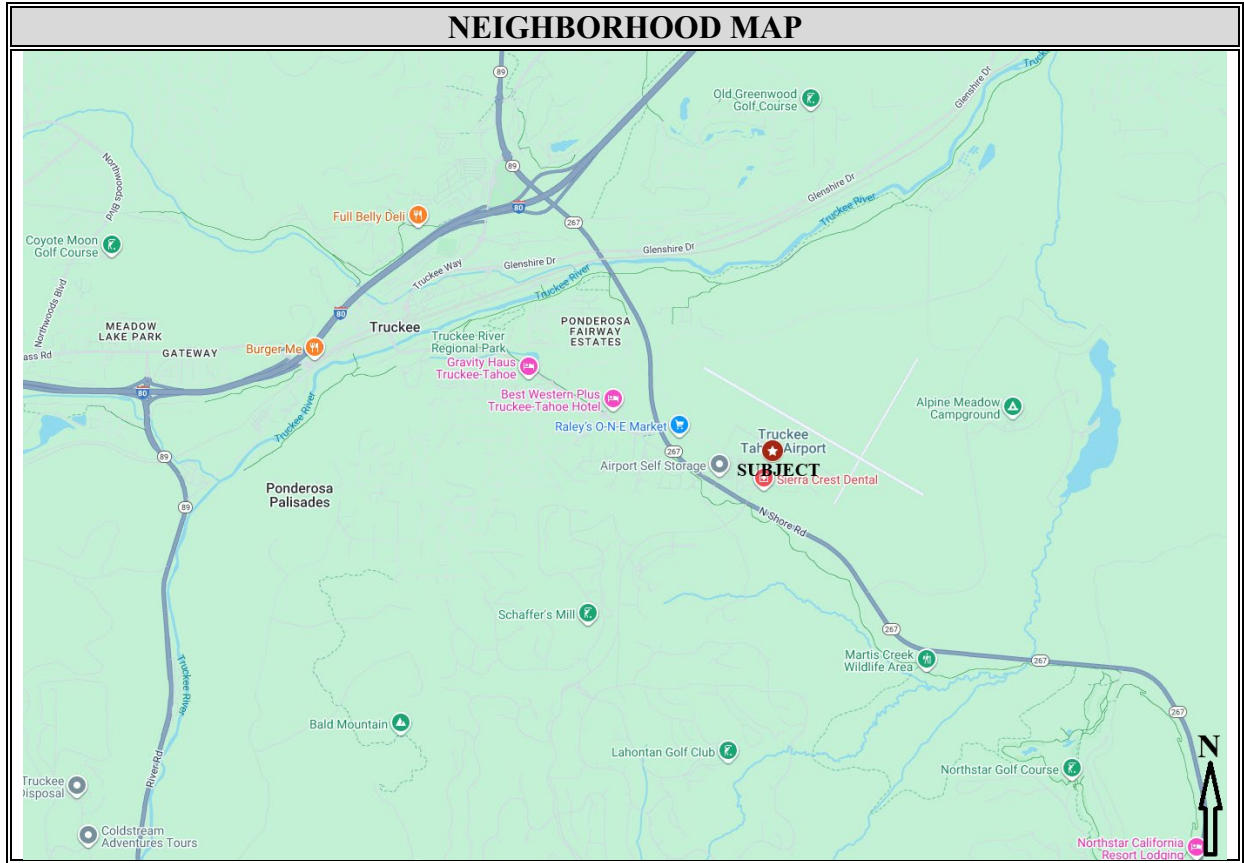 NEIGHBORHOOD MAP
89
Old Greenwood
Golf Course
Glenshire Dr
Northwoods Blvd
89
Glenshire Dr
Truckee River
80
267
Full Belly Deli
Coyote Moon
Golf Course
Glenshire Dr
Truckee Way
Glenshire Dr
Truckee River
Northwoods Blvd
80
MEADOW
LAKE PARK
GATEWAY
Truckee
PONDEROSA
FAIRWAY
ESTATES
Truckee River
Regional Park
Burger Me
ass Rd
Gravity Haus
Truckee-Tahoe
80
Best Western Plus
Truckee-Tahoe Hotel
Alpine Meadow
Campground
Truckee River
Raley's O-N-E Market
Truckee
Tahoe Airport
89
267
Airport Self Storage
SUBJECT
Sierra Crest Dental
Ponderosa
Palisades
89
N Shore Rd
Schaffer's Mill
267
Martis Creek
Wildlife Area
267
Truckee River
267
Bald Mountain
Lahontan Golf Club
N
Northstar Golf Course
River Rd
Truckee
Disposal
Coldstream
Adventures Tours
Northstar California
Resort Lodging